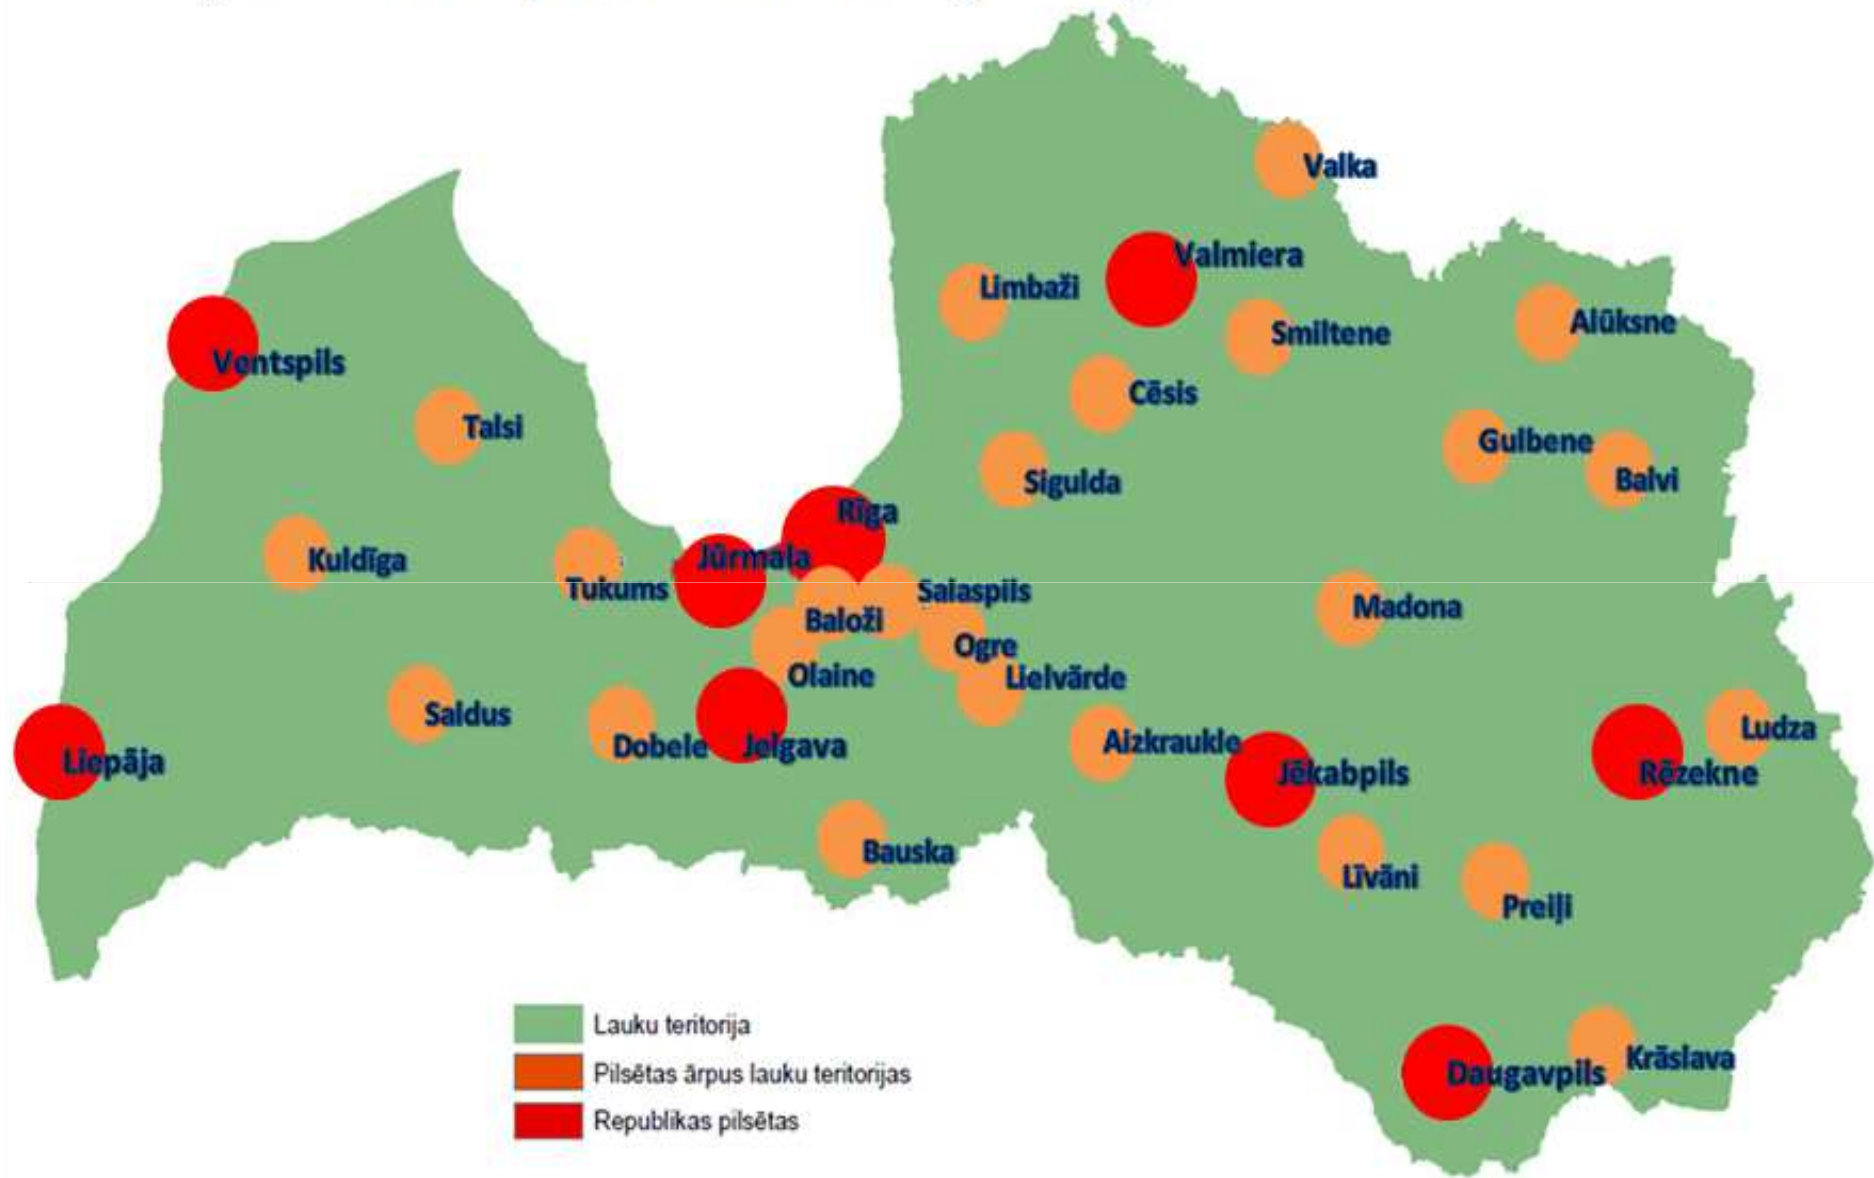 Valka
Valmiera
Limbaži
Alūksne
Smiltene
Ventspils
Cēsis
Talsi
Gulbene
Balvi
Sigulda
Rīga
Jūrmala
Kuldīga
Tukums
Salaspils
Madona
Baloži
Ogre
Olaine
Lielvārde
Saldus
Ludza
Dobele
Jelgava
Aizkraukle
Liepāja
Jēkabpils
Rēzekne
Bauska
Līvāni
Preiļi
Lauku teritorija
Krāslava
Pilsētas ārpus lauku teritorijas
Daugavpils
Republikas pilsētas